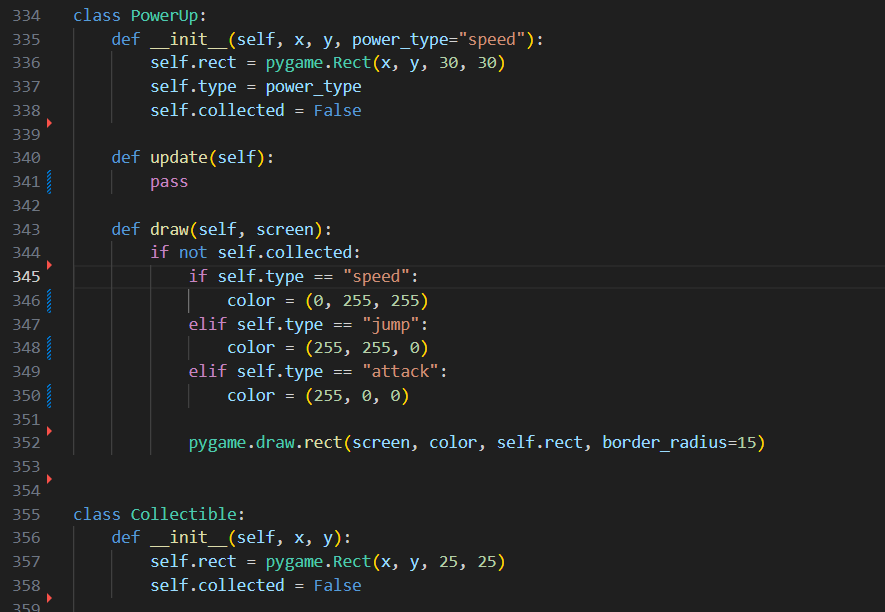 334 class PowerUp:
335     def __init__(self, x, y, power_type="speed"):
336         self.rect = pygame.Rect(x, y, 30, 30)
337         self.type = power_type
338         self.collected = False
339
340     def update(self):
341         pass
342
343     def draw(self, screen):
344         if not self.collected:
345             if self.type == "speed":
346                 color = (0, 255, 255)
347             elif self.type == "jump":
348                 color = (255, 255, 0)
349             elif self.type == "attack":
350                 color = (255, 0, 0)
351
352             pygame.draw.rect(screen, color, self.rect, border_radius=15)
353
354
355 class Collectible:
356     def __init__(self, x, y):
357         self.rect = pygame.Rect(x, y, 25, 25)
358         self.collected = False
359